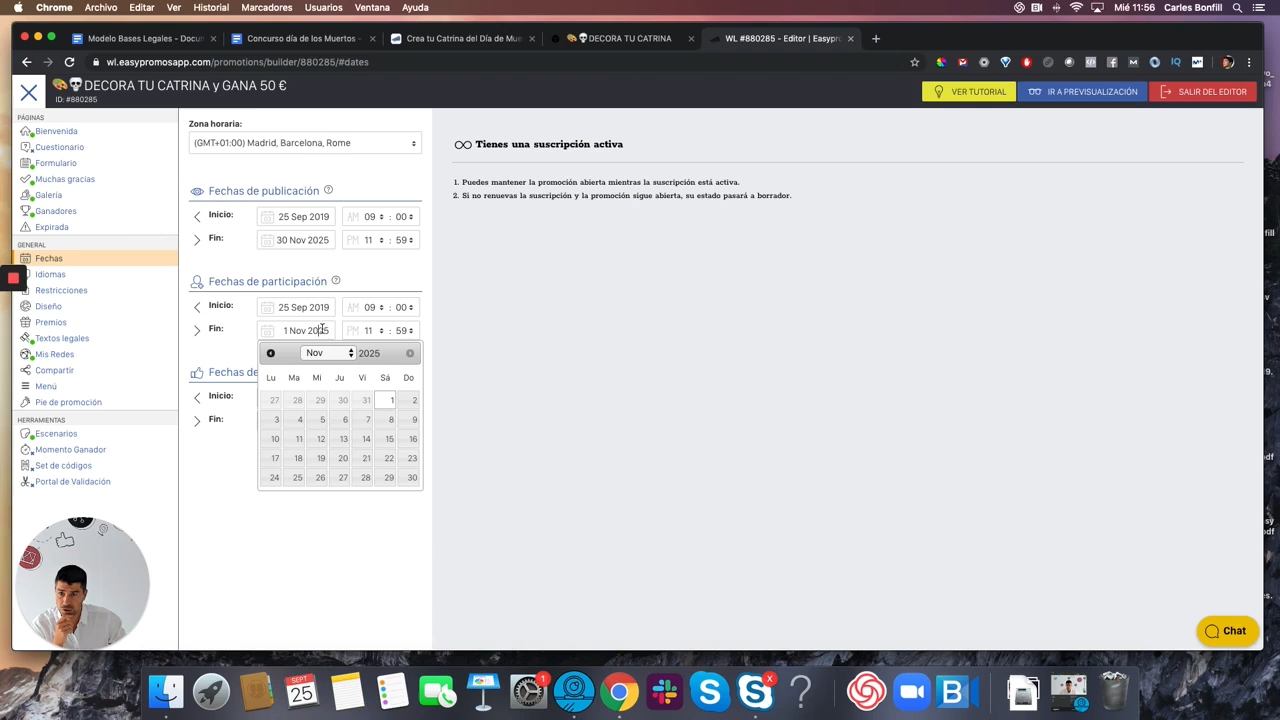 Historial Marcadores Usuarios Ventana Ayuda
Mié 11:56 Carles Bonfill
Modelo Bases Legales - Docum
Concurso día de los Muertos -
Crea tu Catrina del Día de Mue
🎨💀DECORA TU CATRINA
WL #880285 - Editor | Easypro
wl.easypromosapp.com/promotions/builder/880285/#dates
🎨💀DECORA TU CATRINA y GANA 50 €
ID: #880285
VER TUTORIAL
IR A PREVISUALIZACIÓN
SALIR DEL EDITOR
PÁGINAS
Bienvenida
Cuestionario
Formulario
Muchas gracias
Galería
Ganadores
Expirada
GENERAL
Fechas
Idiomas
Restricciones
Diseño
Premios
Textos legales
Mis Redes
Compartir
Menú
Pie de promoción
HERRAMIENTAS
Escenarios
Momento Ganador
Set de códigos
Portal de Validación
Zona horaria:
(GMT+01:00) Madrid, Barcelona, Rome
Fechas de publicación ?
Inicio: 25 Sep 2019 AM 09 : 00
Fin: 30 Nov 2025 PM 11 : 59
Fechas de participación ?
Inicio: 25 Sep 2019 AM 09 : 00
Fin: 1 Nov 2025 PM 11 : 59
Fechas de
Inicio:
Fin:
Nov 2025
Lu Ma Mi Ju Vi Sá Do
27 28 29 30 31 1 2
3 4 5 6 7 8 9
10 11 12 13 14 15 16
17 18 19 20 21 22 23
24 25 26 27 28 29 30
Tienes una suscripción activa
1. Puedes mantener la promoción abierta mientras la suscripción está activa.
2. Si no renuevas la suscripción y la promoción sigue abierta, su estado pasará a borrador.
Chat
SEPT
25
1
X